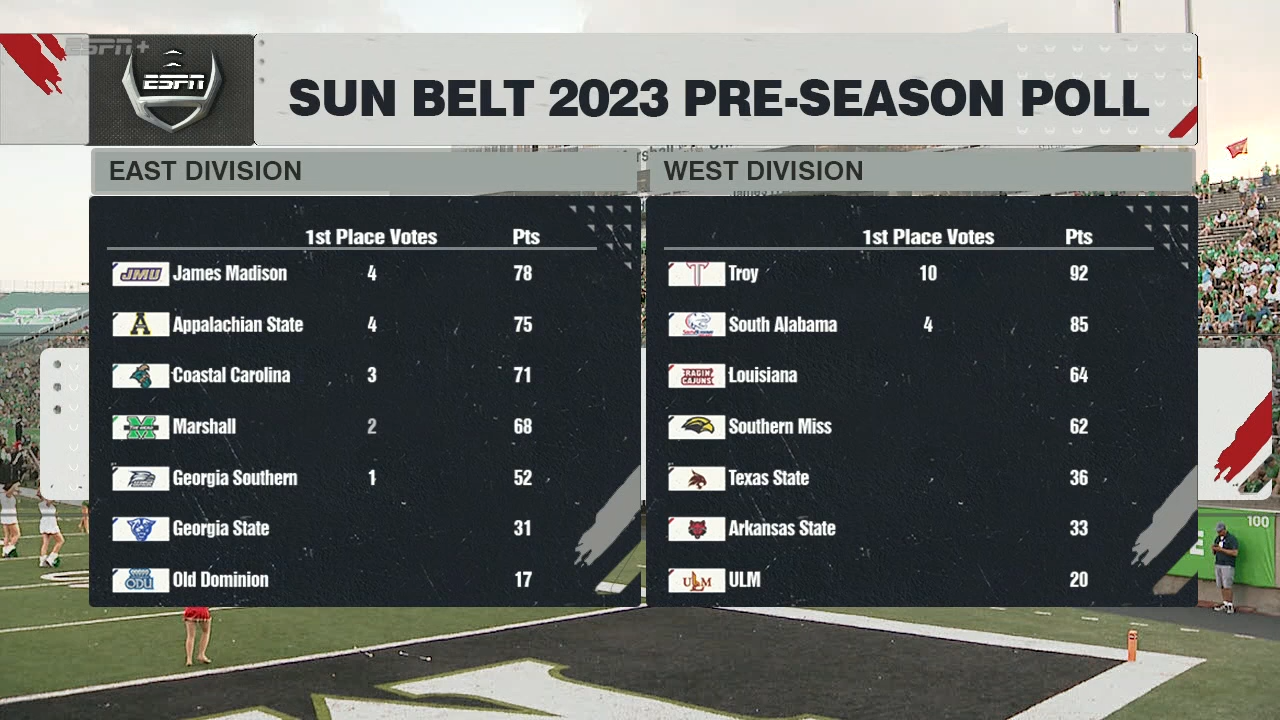 ESPN+
ESPN
SUN BELT 2023 PRE-SEASON POLL
EAST DIVISION
1st Place Votes Pts
JMU James Madison 4 78
A Appalachian State 4 75
Coastal Carolina 3 71
M Marshall 2 68
Georgia Southern 1 52
Georgia State 31
ODU Old Dominion 17
WEST DIVISION
1st Place Votes Pts
T Troy 10 92
South Alabama 4 85
RAGIN CAJUNS Louisiana 64
Southern Miss 62
Texas State 36
Arkansas State 33
ULM ULM 20
100